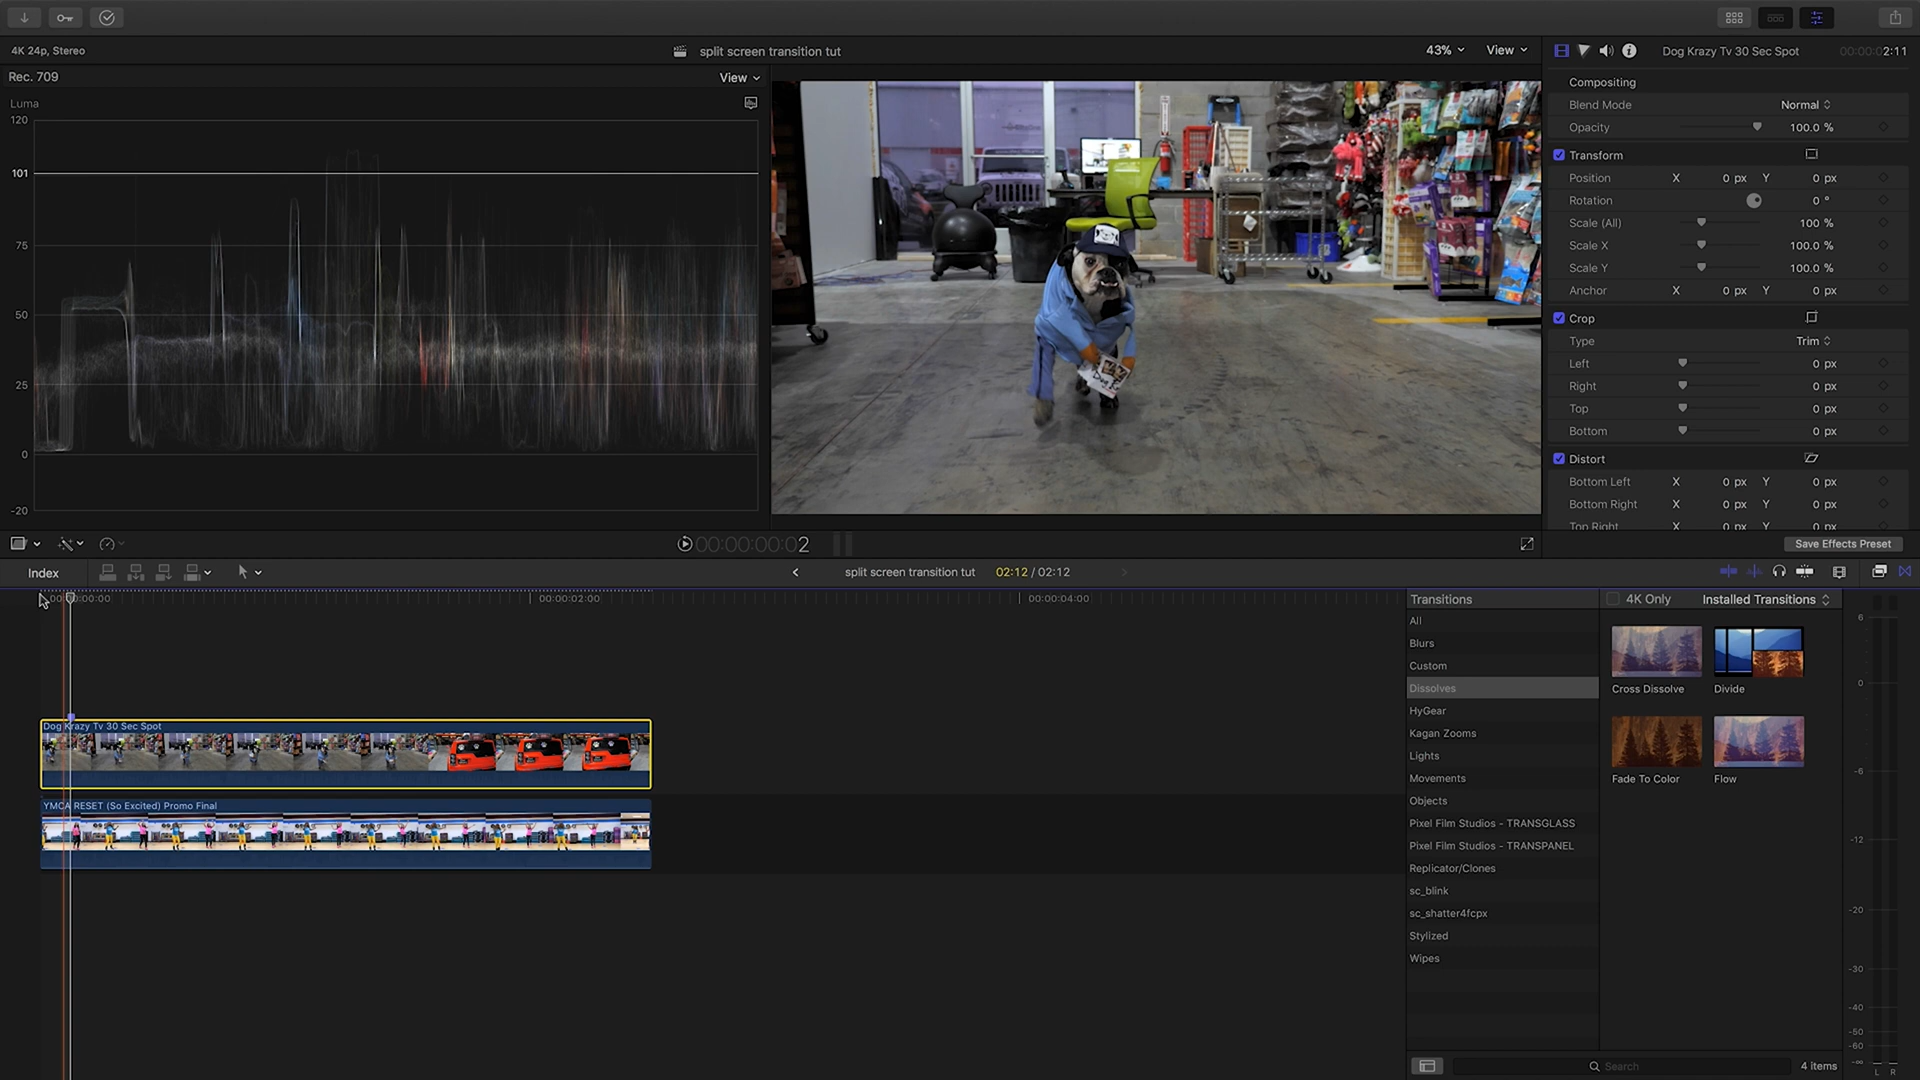 4K 24p, Stereo
split screen transition tut
43%
View
Dog Krazy Tv 30 Sec Spot
00:00:02:11
Rec. 709
View
Luma
120
101
75
50
25
0
-20
Compositing
Blend Mode
Normal
Opacity
100.0 %
Transform
Position X 0 px Y 0 px
Rotation 0 °
Scale (All) 100 %
Scale X 100.0 %
Scale Y 100.0 %
Anchor X 0 px Y 0 px
Crop
Type Trim
Left 0 px
Right 0 px
Top 0 px
Bottom 0 px
Distort
Bottom Left X 0 px Y 0 px
Bottom Right X 0 px Y 0 px
Top Right X 0 px Y 0 px
Save Effects Preset
00:00:00:02
Index
split screen transition tut
02:12 / 02:12
00:00:02:00
00:00:04:00
Dog Krazy Tv 30 Sec Spot
YMCA RESET (So Excited) Promo Final
Transitions
4K Only
Installed Transitions
All
Blurs
Custom
Dissolves
HyGear
Kagan Zooms
Lights
Movements
Objects
Pixel Film Studios - TRANSGLASS
Pixel Film Studios - TRANSPANEL
Replicator/Clones
sc_blink
sc_shatter4fcpx
Stylized
Wipes
Cross Dissolve
Divide
Fade To Color
Flow
Search
4 items
6
0
-6
-12
-20
-30
-40
-50
-60
-∞
L R